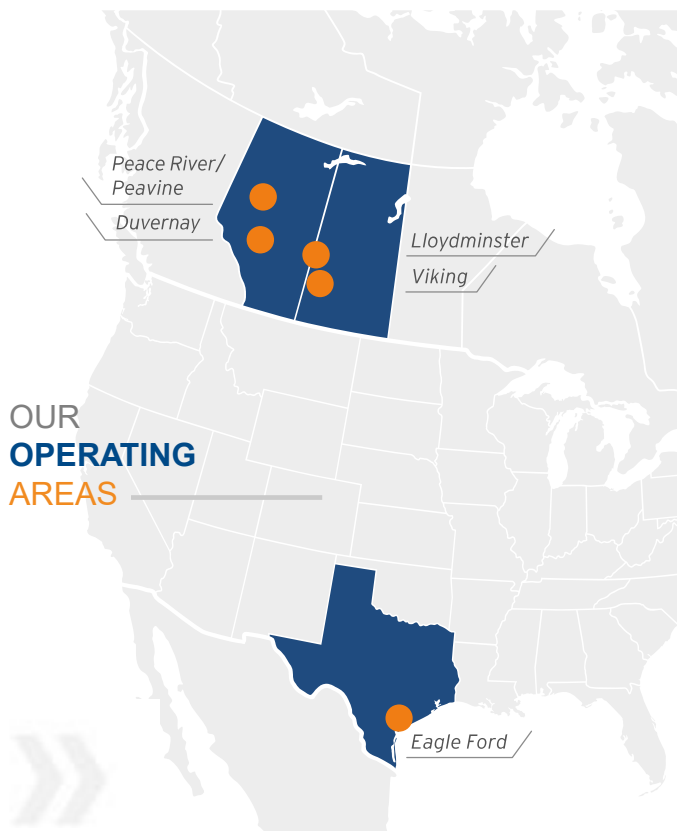 Peace River/
Peavine
Duvernay
Lloydminster
Viking
OUR
OPERATING
AREAS
Eagle Ford